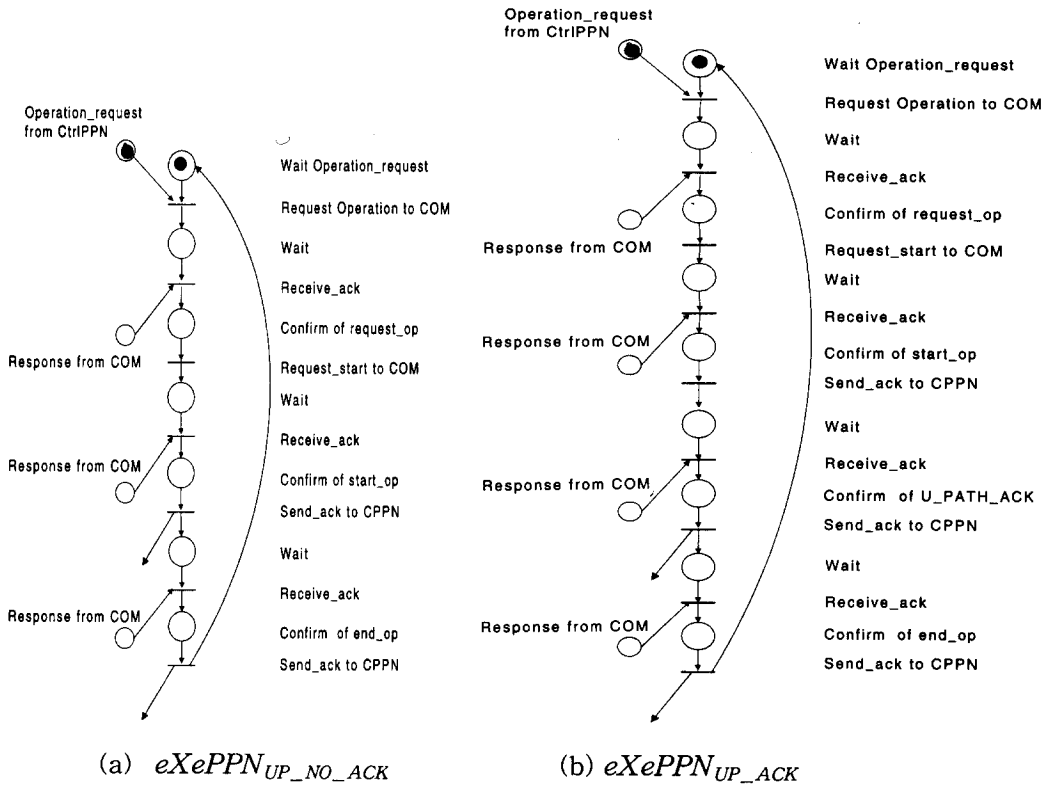 Operation_request
from CtrlPPN
Wait Operation_request
Request Operation to COM
Wait
Receive_ack
Confirm of request_op
Response from COM
Request_start to COM
Wait
Receive_ack
Response from COM
Confirm of start_op
Send_ack to CPPN
Wait
Receive_ack
Response from COM
Confirm of end_op
Send_ack to CPPN
(a) eXePPN UP_NO_ACK
Operation_request
from CtrlPPN
Wait Operation_request
Request Operation to COM
Wait
Receive_ack
Confirm of request_op
Response from COM
Request_start to COM
Wait
Receive_ack
Response from COM
Confirm of start_op
Send_ack to CPPN
Wait
Receive_ack
Response from COM
Confirm of U_PATH_ACK
Send_ack to CPPN
Wait
Receive_ack
Response from COM
Confirm of end_op
Send_ack to CPPN
(b) eXePPN UP_ACK